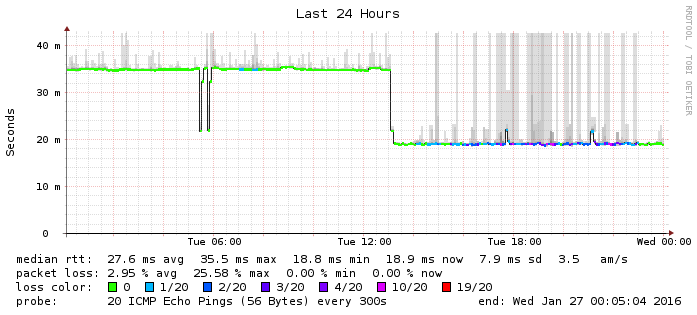 Last 24 Hours
RRDTOOL / TOBI OETIKER
Seconds
40 m
30 m
20 m
10 m
0
Tue 06:00 Tue 12:00 Tue 18:00 Wed 00:00
median rtt: 27.6 ms avg 35.5 ms max 18.8 ms min 18.9 ms now 7.9 ms sd 3.5 am/s
packet loss: 2.95 % avg 25.58 % max 0.00 % min 0.00 % now
loss color: 0 1/20 2/20 3/20 4/20 10/20 19/20
probe: 20 ICMP Echo Pings (56 Bytes) every 300s end: Wed Jan 27 00:05:04 2016